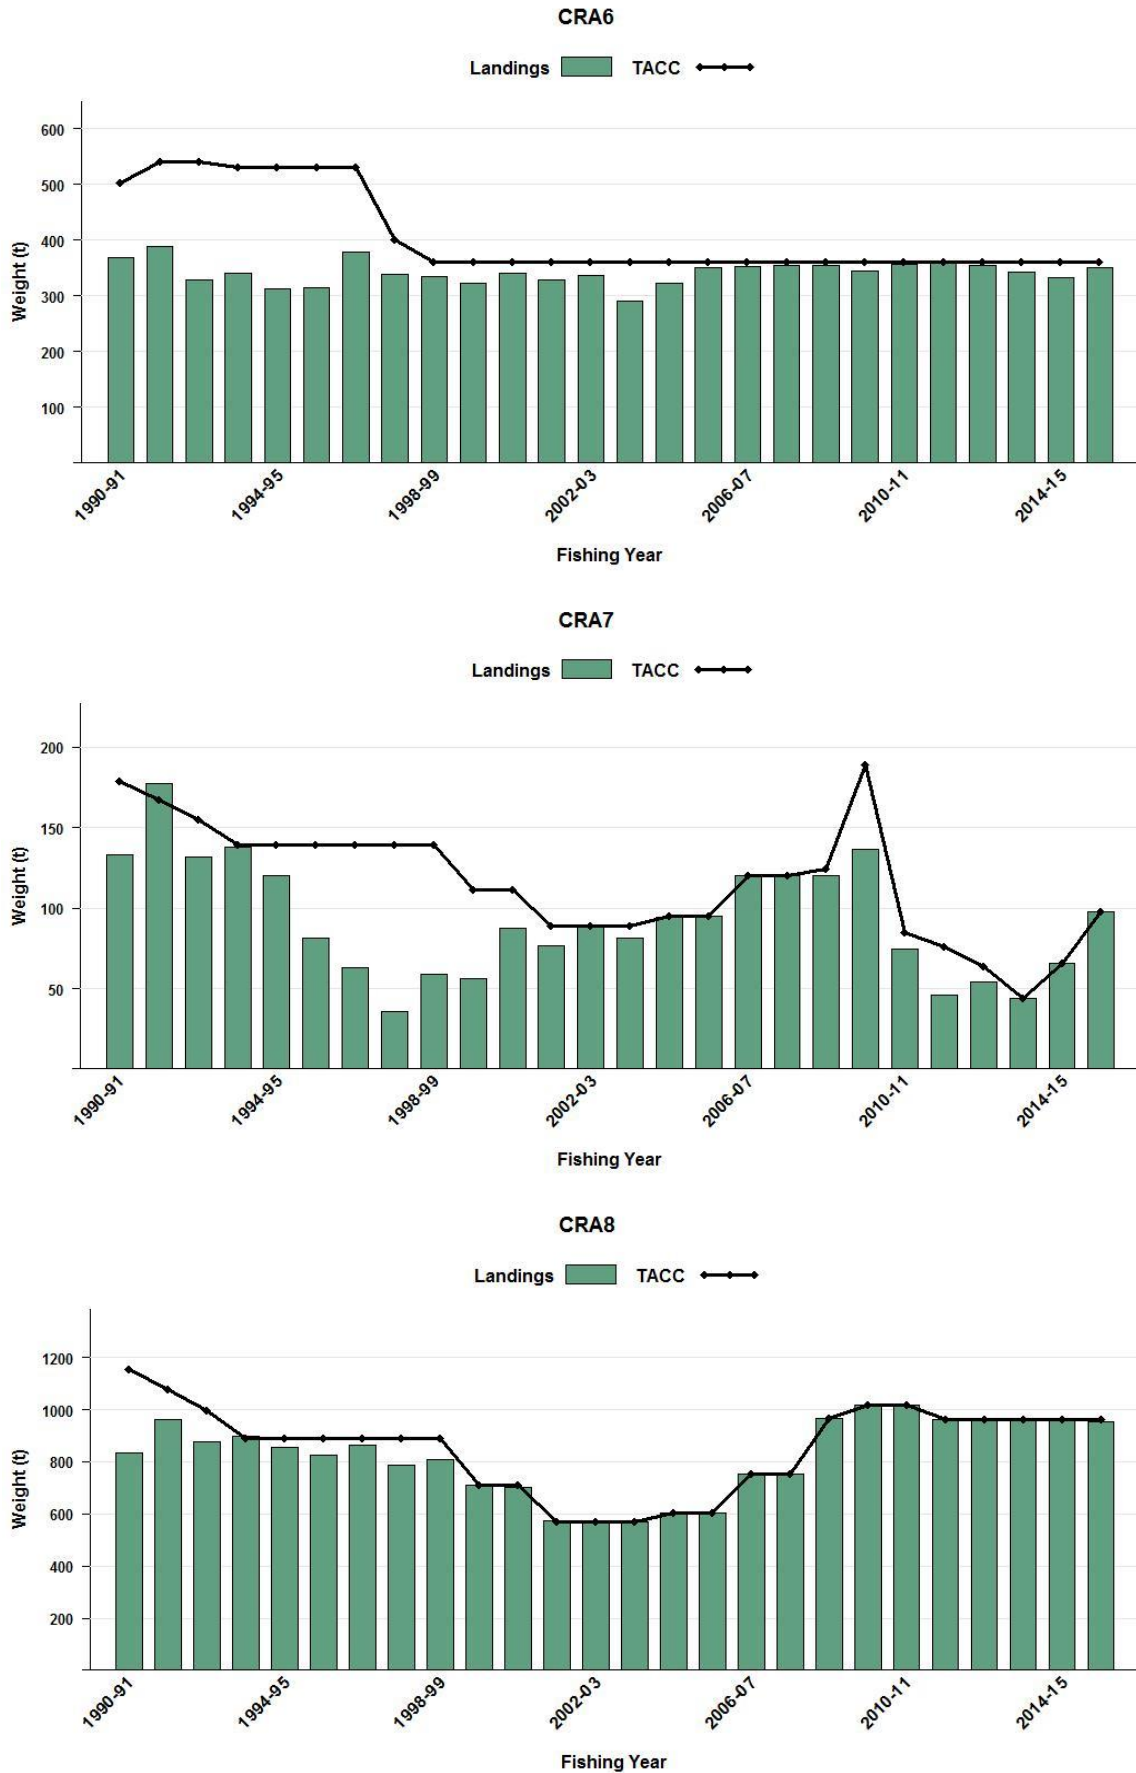 CRA6
Landings TACC
600
500
400
300
200
100
Weight (t)
1990-91 1994-95 1998-99 2002-03 2006-07 2010-11 2014-15
Fishing Year
CRA7
Landings TACC
200
150
100
50
Weight (t)
1990-91 1994-95 1998-99 2002-03 2006-07 2010-11 2014-15
Fishing Year
CRA8
Landings TACC
1200
1000
800
600
400
200
Weight (t)
1990-91 1994-95 1998-99 2002-03 2006-07 2010-11 2014-15
Fishing Year